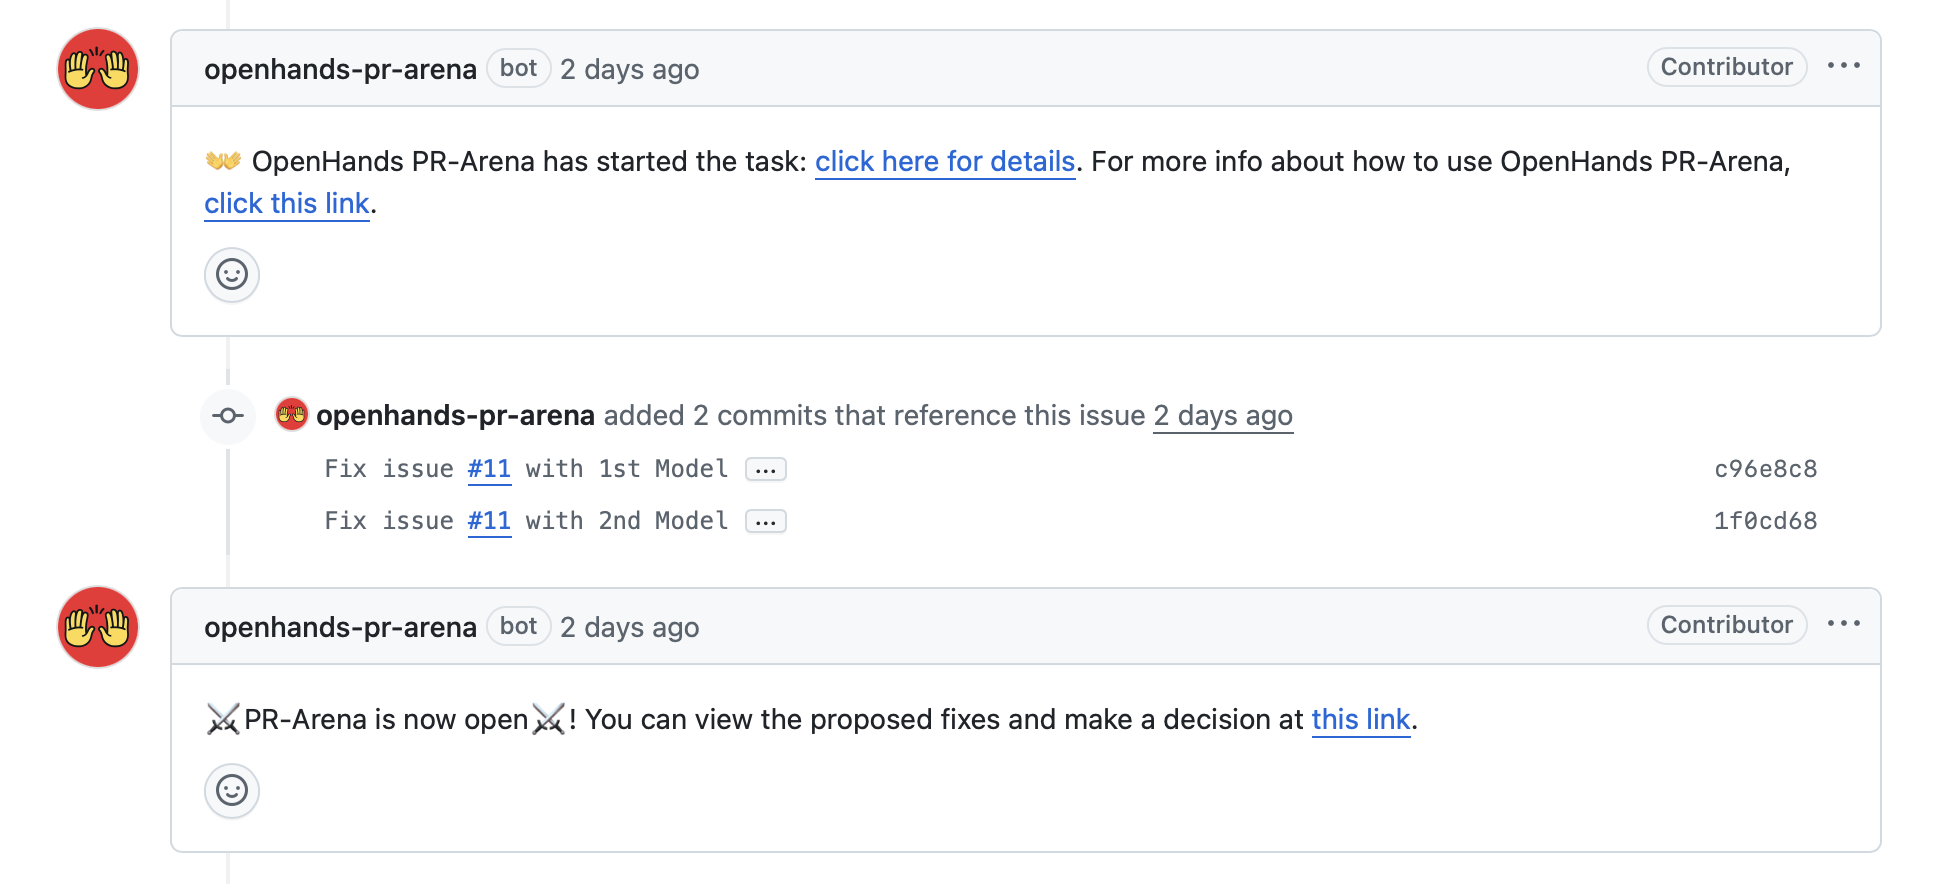 openhands-pr-arena bot 2 days ago Contributor ···
👐 OpenHands PR-Arena has started the task: click here for details. For more info about how to use OpenHands PR-Arena,
click this link.
openhands-pr-arena added 2 commits that reference this issue 2 days ago
Fix issue #11 with 1st Model ... c96e8c8
Fix issue #11 with 2nd Model ... 1f0cd68
openhands-pr-arena bot 2 days ago Contributor ···
⚔️PR-Arena is now open⚔️! You can view the proposed fixes and make a decision at this link.